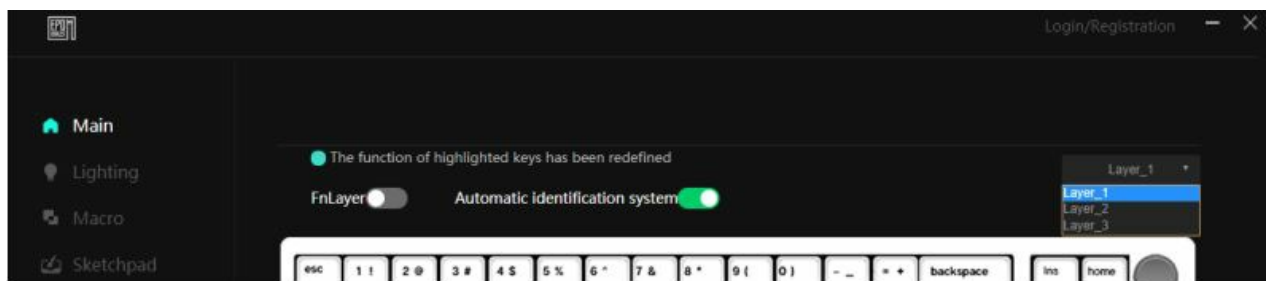 EPO
Login/Registration
Main
The function of highlighted keys has been redefined
Lighting
Layer_1
FnLayer Automatic identification system
Layer_1
Layer_2
Layer_3
Macro
Sketchpad
esc 1 ! 2 @ 3 # 4 $ 5 % 6 ^ 7 & 8 * 9 ( 0 ) - _ = + backspace Ins home